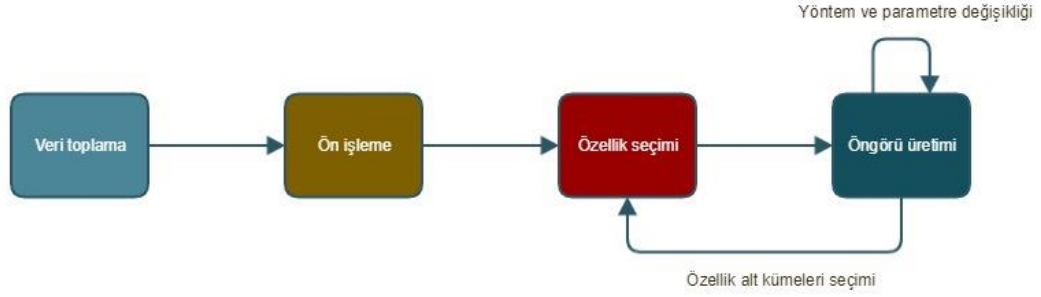 Yöntem ve parametre değişikliği
Veri toplama
Ön işleme
Özellik seçimi
Öngörü üretimi
Özellik alt kümeleri seçimi